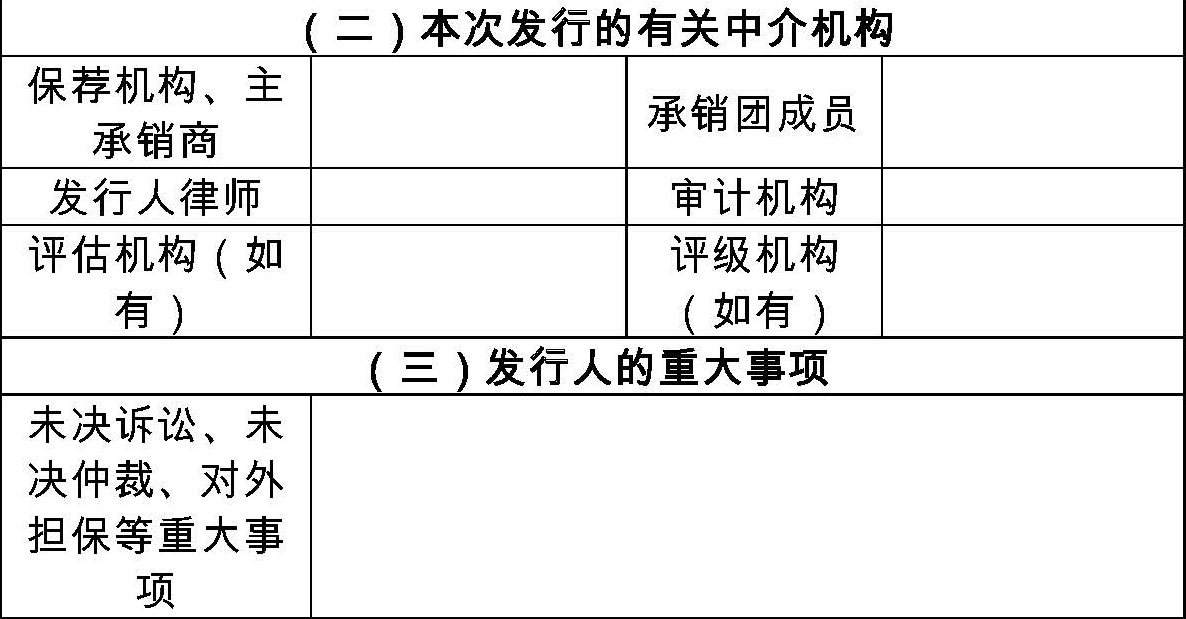 （二）本次发行的有关中介机构
保荐机构、主
承销商
承销团成员
发行人律师
审计机构
评估机构（如
有）
评级机构
（如有）
（三）发行人的重大事项
未决诉讼、未
决仲裁、对外
担保等重大事
项